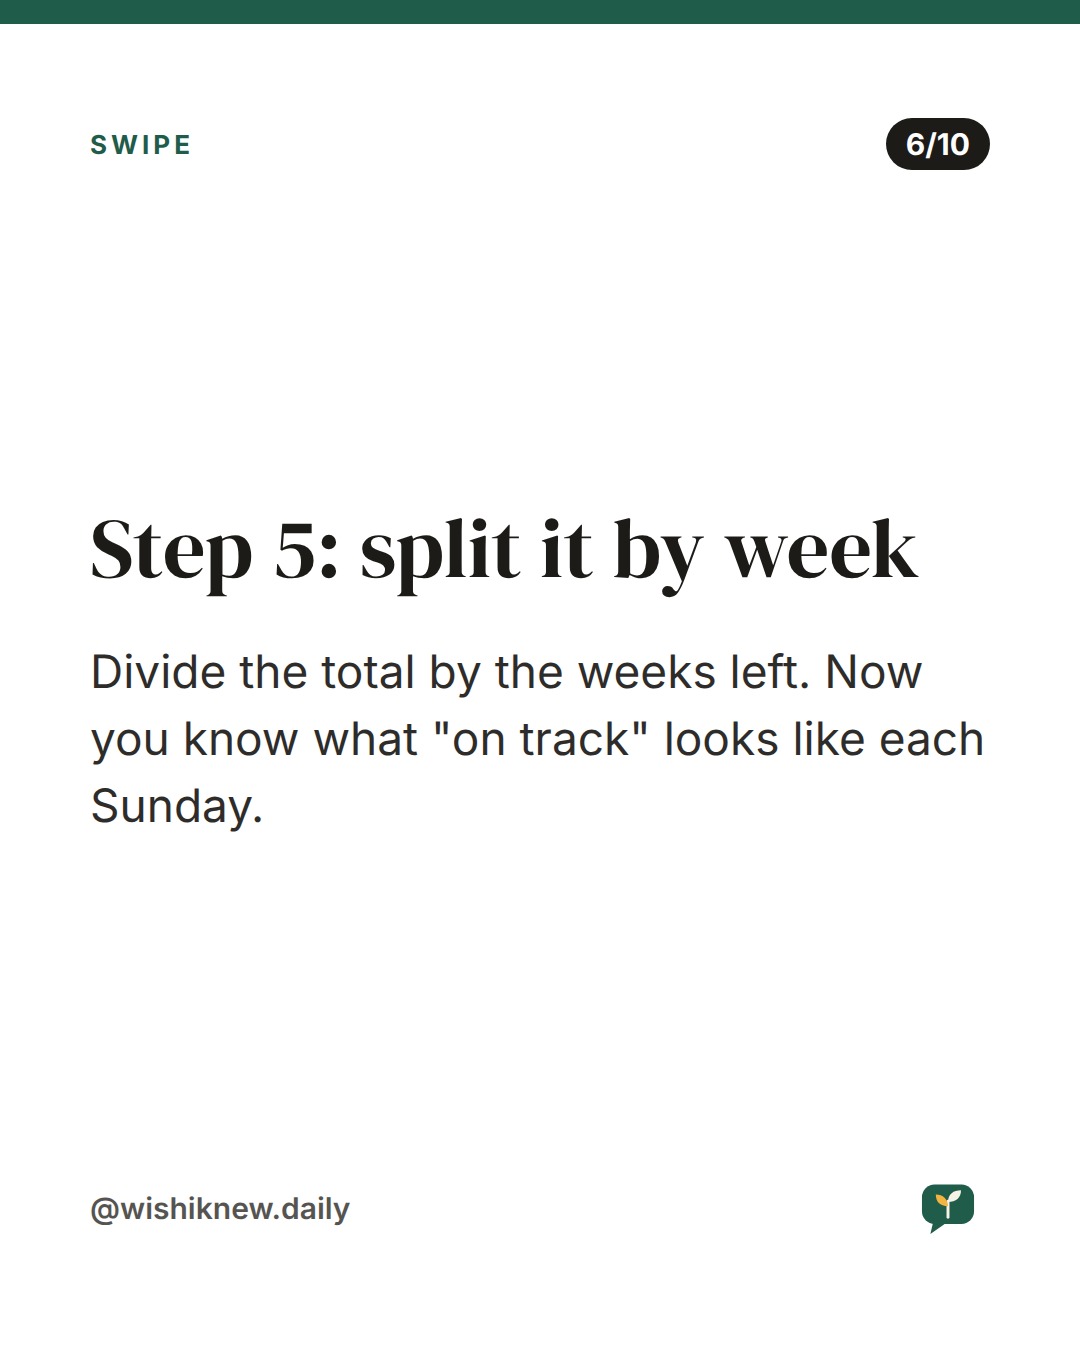 SWIPE
6/10
Step 5: split it by week
Divide the total by the weeks left. Now
you know what "on track" looks like each
Sunday.
@wishiknew.daily